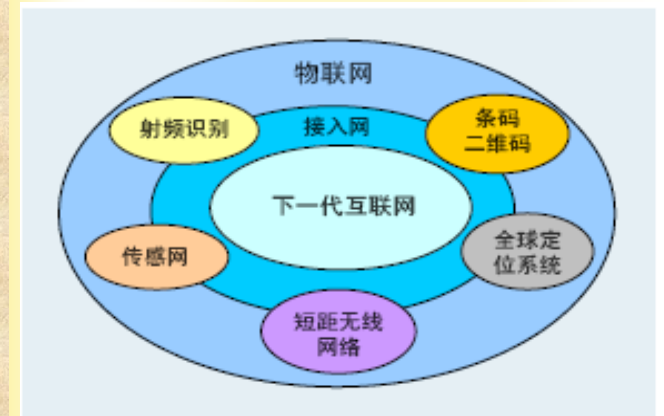 物联网
射频识别
接入网
条码
二维码
下一代互联网
传感网
全球定
位系统
短距无线
网络